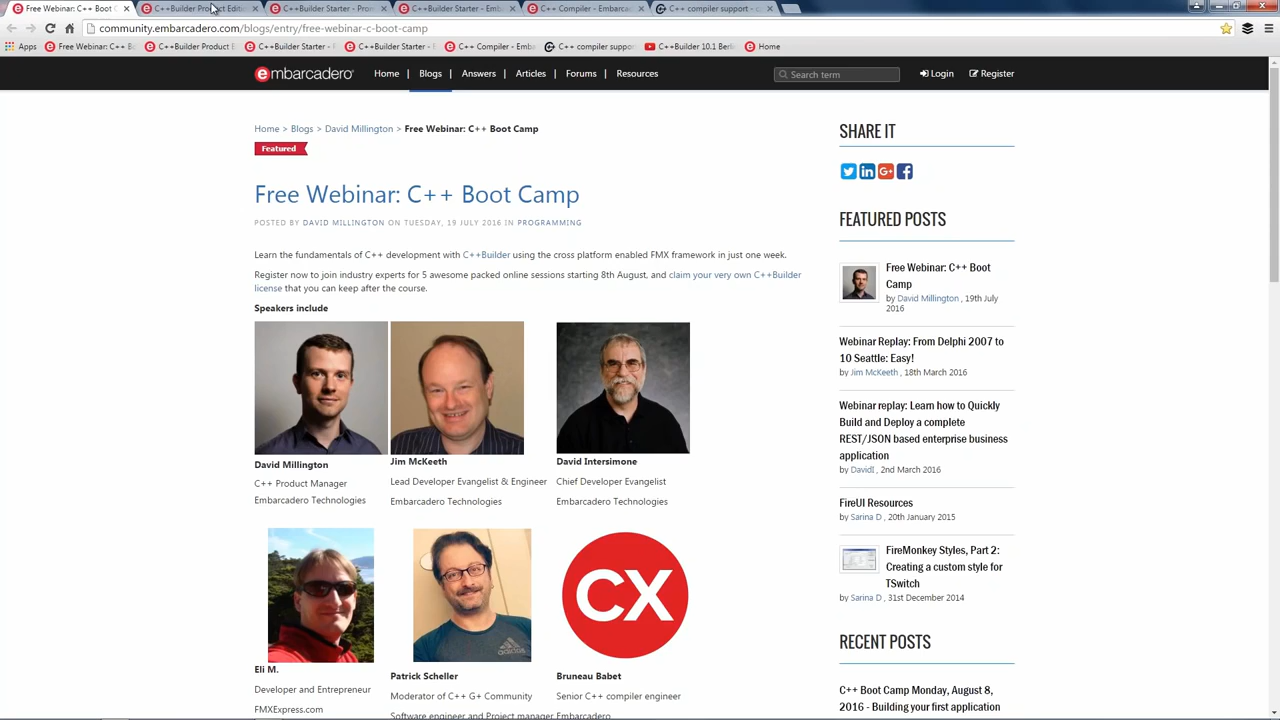 Free Webinar: C++ Boot C
C++Builder Product Editio
C++Builder Starter - Prom
C++Builder Starter - Emb
C++ Compiler - Embarcad
C++ compiler support - c
community.embarcadero.com/blogs/entry/free-webinar-c-boot-camp
Apps
Free Webinar: C++ Bo
C++Builder Product E
C++Builder Starter - P
C++Builder Starter -
C++ Compiler - Emba
C++ compiler suppor
C++Builder 10.1 Berl
Home
embarcadero
Home | Blogs | Answers | Articles | Forums | Resources
Search term
Login
Register
Home > Blogs > David Millington > Free Webinar: C++ Boot Camp
Featured
Free Webinar: C++ Boot Camp
POSTED BY DAVID MILLINGTON ON TUESDAY, 19 JULY 2016 IN PROGRAMMING
Learn the fundamentals of C++ development with C++Builder using the cross platform enabled FMX framework in just one week.
Register now to join industry experts for 5 awesome packed online sessions starting 8th August, and claim your very own C++Builder
license that you can keep after the course.
Speakers include
David Millington
C++ Product Manager
Embarcadero Technologies
Jim McKeeth
Lead Developer Evangelist & Engineer
Embarcadero Technologies
David Intersimone
Chief Developer Evangelist
Embarcadero Technologies
Eli M.
Developer and Entrepreneur
FMXExpress.com
adidas
Patrick Scheller
Moderator of C++ G+ Community
Software engineer and Project manager
CX
Bruneau Babet
Senior C++ compiler engineer
Embarcadero
SHARE IT
FEATURED POSTS
Free Webinar: C++ Boot
Camp
by David Millington , 19th July
2016
Webinar Replay: From Delphi 2007 to
10 Seattle: Easy!
by Jim McKeeth , 18th March 2016
Webinar replay: Learn how to Quickly
Build and Deploy a complete
REST/JSON based enterprise business
application
by DavidI , 2nd March 2016
FireUI Resources
by Sarina D , 20th January 2015
FireMonkey Styles, Part 2:
Creating a custom style for
TSwitch
by Sarina D , 31st December 2014
RECENT POSTS
C++ Boot Camp Monday, August 8,
2016 - Building your first application